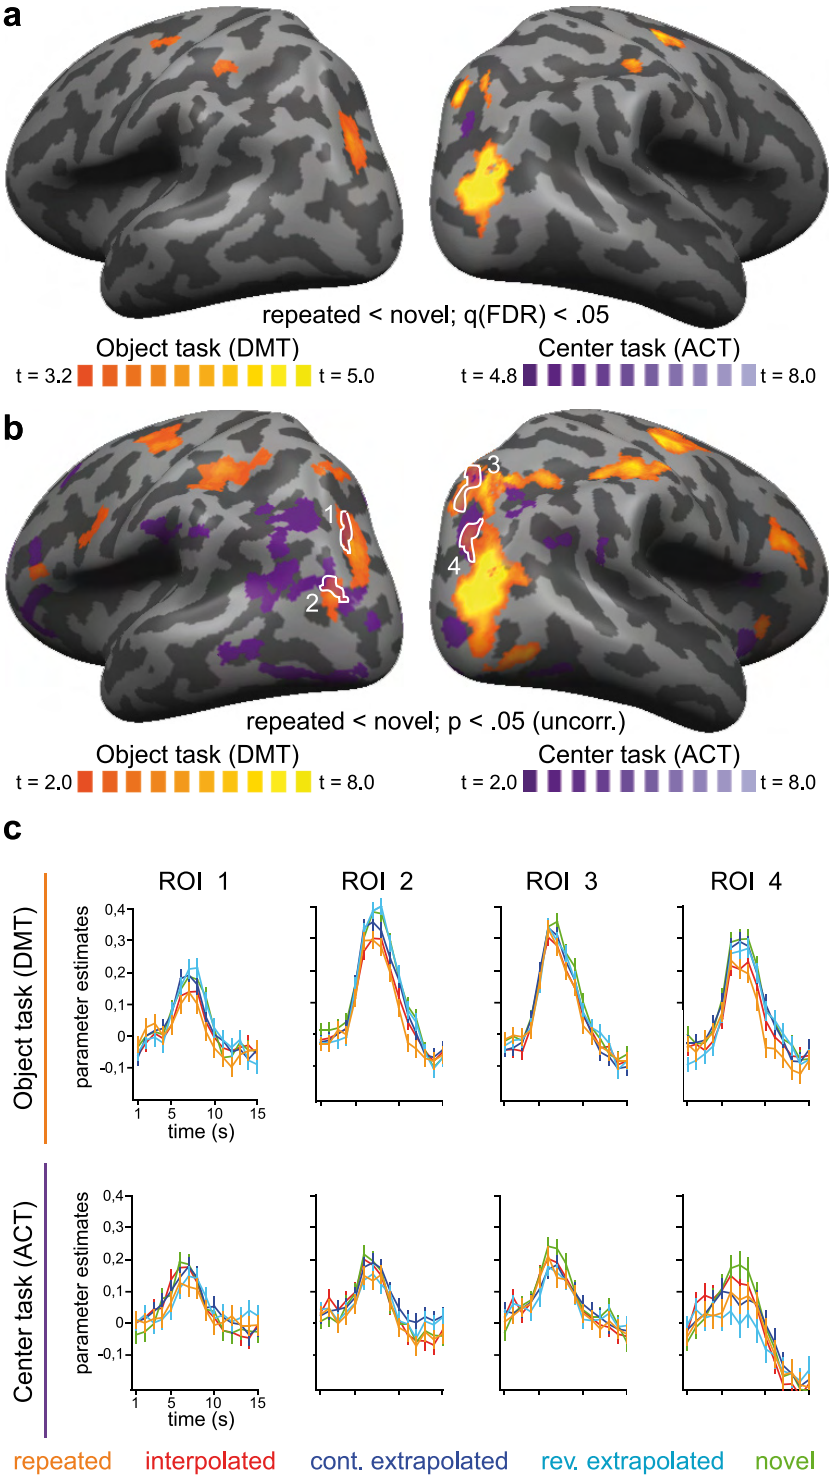 a
repeated < novel; q(FDR) < .05
Object task (DMT) Center task (ACT)
t = 3.2 t = 5.0 t = 4.8 t = 8.0
b
1 2 3 4
repeated < novel; p < .05 (uncorr.)
Object task (DMT) Center task (ACT)
t = 2.0 t = 8.0 t = 2.0 t = 8.0
c
ROI 1 ROI 2 ROI 3 ROI 4
Object task (DMT)
parameter estimates
0,4
0,3
0,2
0,1
0
-0,1
1 5 10 15
time (s)
Center task (ACT)
parameter estimates
0,4
0,3
0,2
0,1
0
-0,1
1 5 10 15
time (s)
repeated interpolated cont. extrapolated rev. extrapolated novel